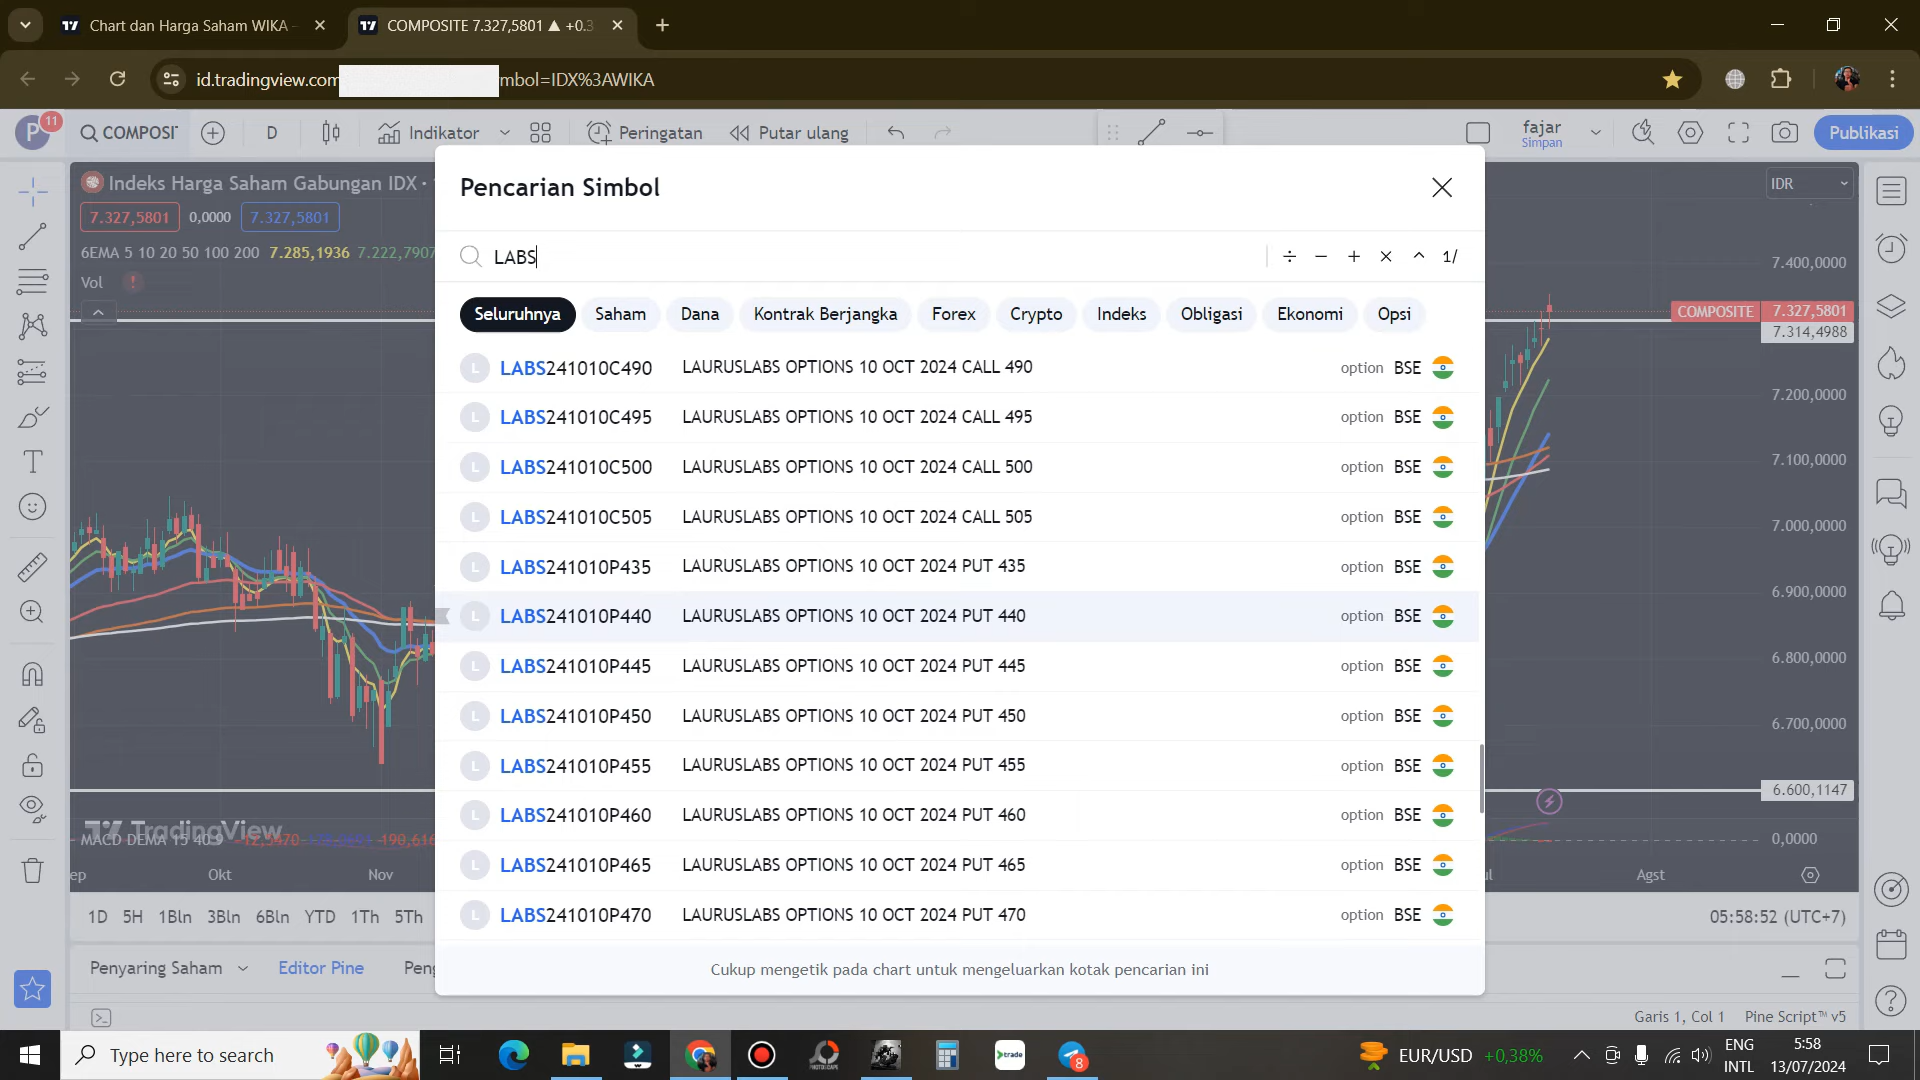 Chart dan Harga Saham WIKA –
COMPOSITE 7.327,5801 ▲ +0.3
id.tradingview.com
mbol=IDX%3AWIKA
P
11
COMPOSIT
D
Indikator
Peringatan
Putar ulang
fajar
Simpan
Publikasi
Indeks Harga Saham Gabungan IDX ·
7.327,5801
0,0000
7.327,5801
6EMA 5 10 20 50 100 200 7.285,1936 7.222,7907
Vol
Pencarian Simbol
LABS
÷ − + × ^ 1/
Seluruhnya Saham Dana Kontrak Berjangka Forex Crypto Indeks Obligasi Ekonomi Opsi
L LABS241010C490 LAURUSLABS OPTIONS 10 OCT 2024 CALL 490 option BSE
L LABS241010C495 LAURUSLABS OPTIONS 10 OCT 2024 CALL 495 option BSE
L LABS241010C500 LAURUSLABS OPTIONS 10 OCT 2024 CALL 500 option BSE
L LABS241010C505 LAURUSLABS OPTIONS 10 OCT 2024 CALL 505 option BSE
L LABS241010P435 LAURUSLABS OPTIONS 10 OCT 2024 PUT 435 option BSE
L LABS241010P440 LAURUSLABS OPTIONS 10 OCT 2024 PUT 440 option BSE
L LABS241010P445 LAURUSLABS OPTIONS 10 OCT 2024 PUT 445 option BSE
L LABS241010P450 LAURUSLABS OPTIONS 10 OCT 2024 PUT 450 option BSE
L LABS241010P455 LAURUSLABS OPTIONS 10 OCT 2024 PUT 455 option BSE
L LABS241010P460 LAURUSLABS OPTIONS 10 OCT 2024 PUT 460 option BSE
L LABS241010P465 LAURUSLABS OPTIONS 10 OCT 2024 PUT 465 option BSE
L LABS241010P470 LAURUSLABS OPTIONS 10 OCT 2024 PUT 470 option BSE
Cukup mengetik pada chart untuk mengeluarkan kotak pencarian ini
IDR
7.400,0000
COMPOSITE 7.327,5801
7.314,4988
7.200,0000
7.100,0000
7.000,0000
6.900,0000
6.800,0000
6.700,0000
6.600,1147
0,0000
TradingView
MACD DEMA 15 40 9
Okt
Nov
Agst
1D 5H 1Bln 3Bln 6Bln YTD 1Th 5Th
05:58:52 (UTC+7)
Penyaring Saham
Editor Pine
Garis 1, Col 1
Pine Script™ v5
Type here to search
PHOTOSCAPE
trade
8
EUR/USD +0,38%
ENG
INTL
5:58
13/07/2024